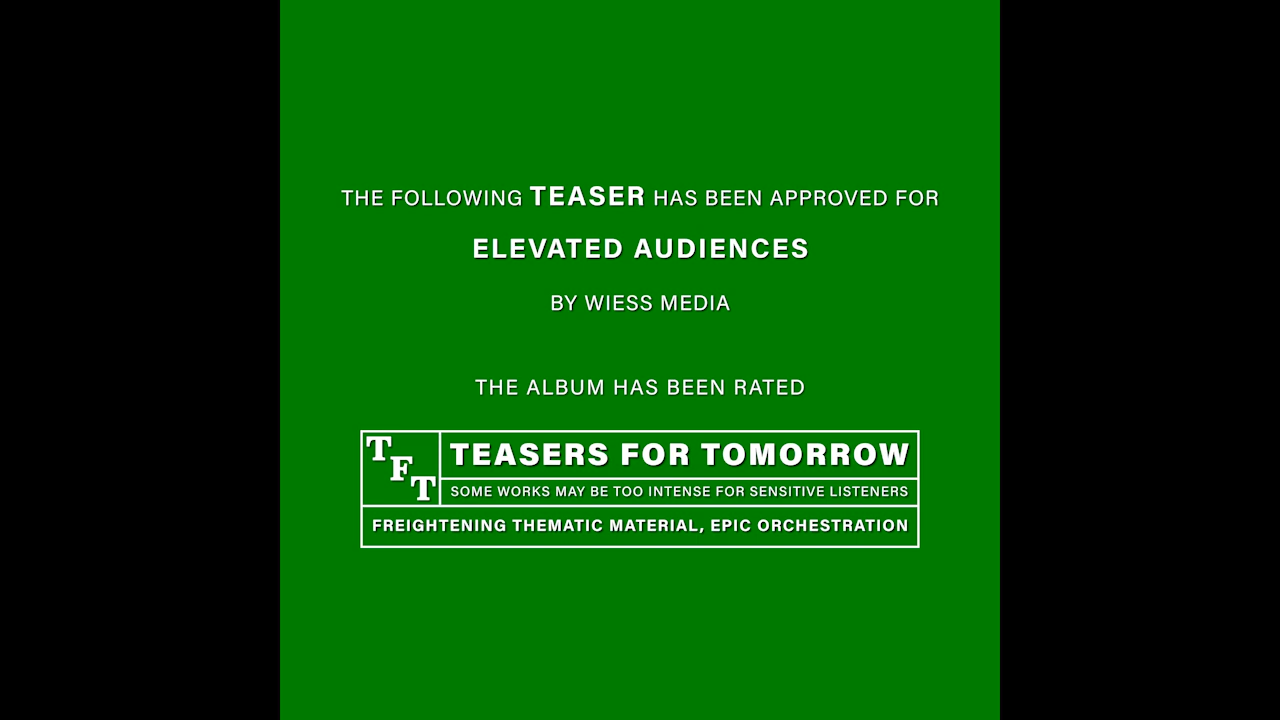 THE FOLLOWING TEASER HAS BEEN APPROVED FOR
ELEVATED AUDIENCES
BY WIESS MEDIA
THE ALBUM HAS BEEN RATED
TFT
TEASERS FOR TOMORROW
SOME WORKS MAY BE TOO INTENSE FOR SENSITIVE LISTENERS
FREIGHTENING THEMATIC MATERIAL, EPIC ORCHESTRATION